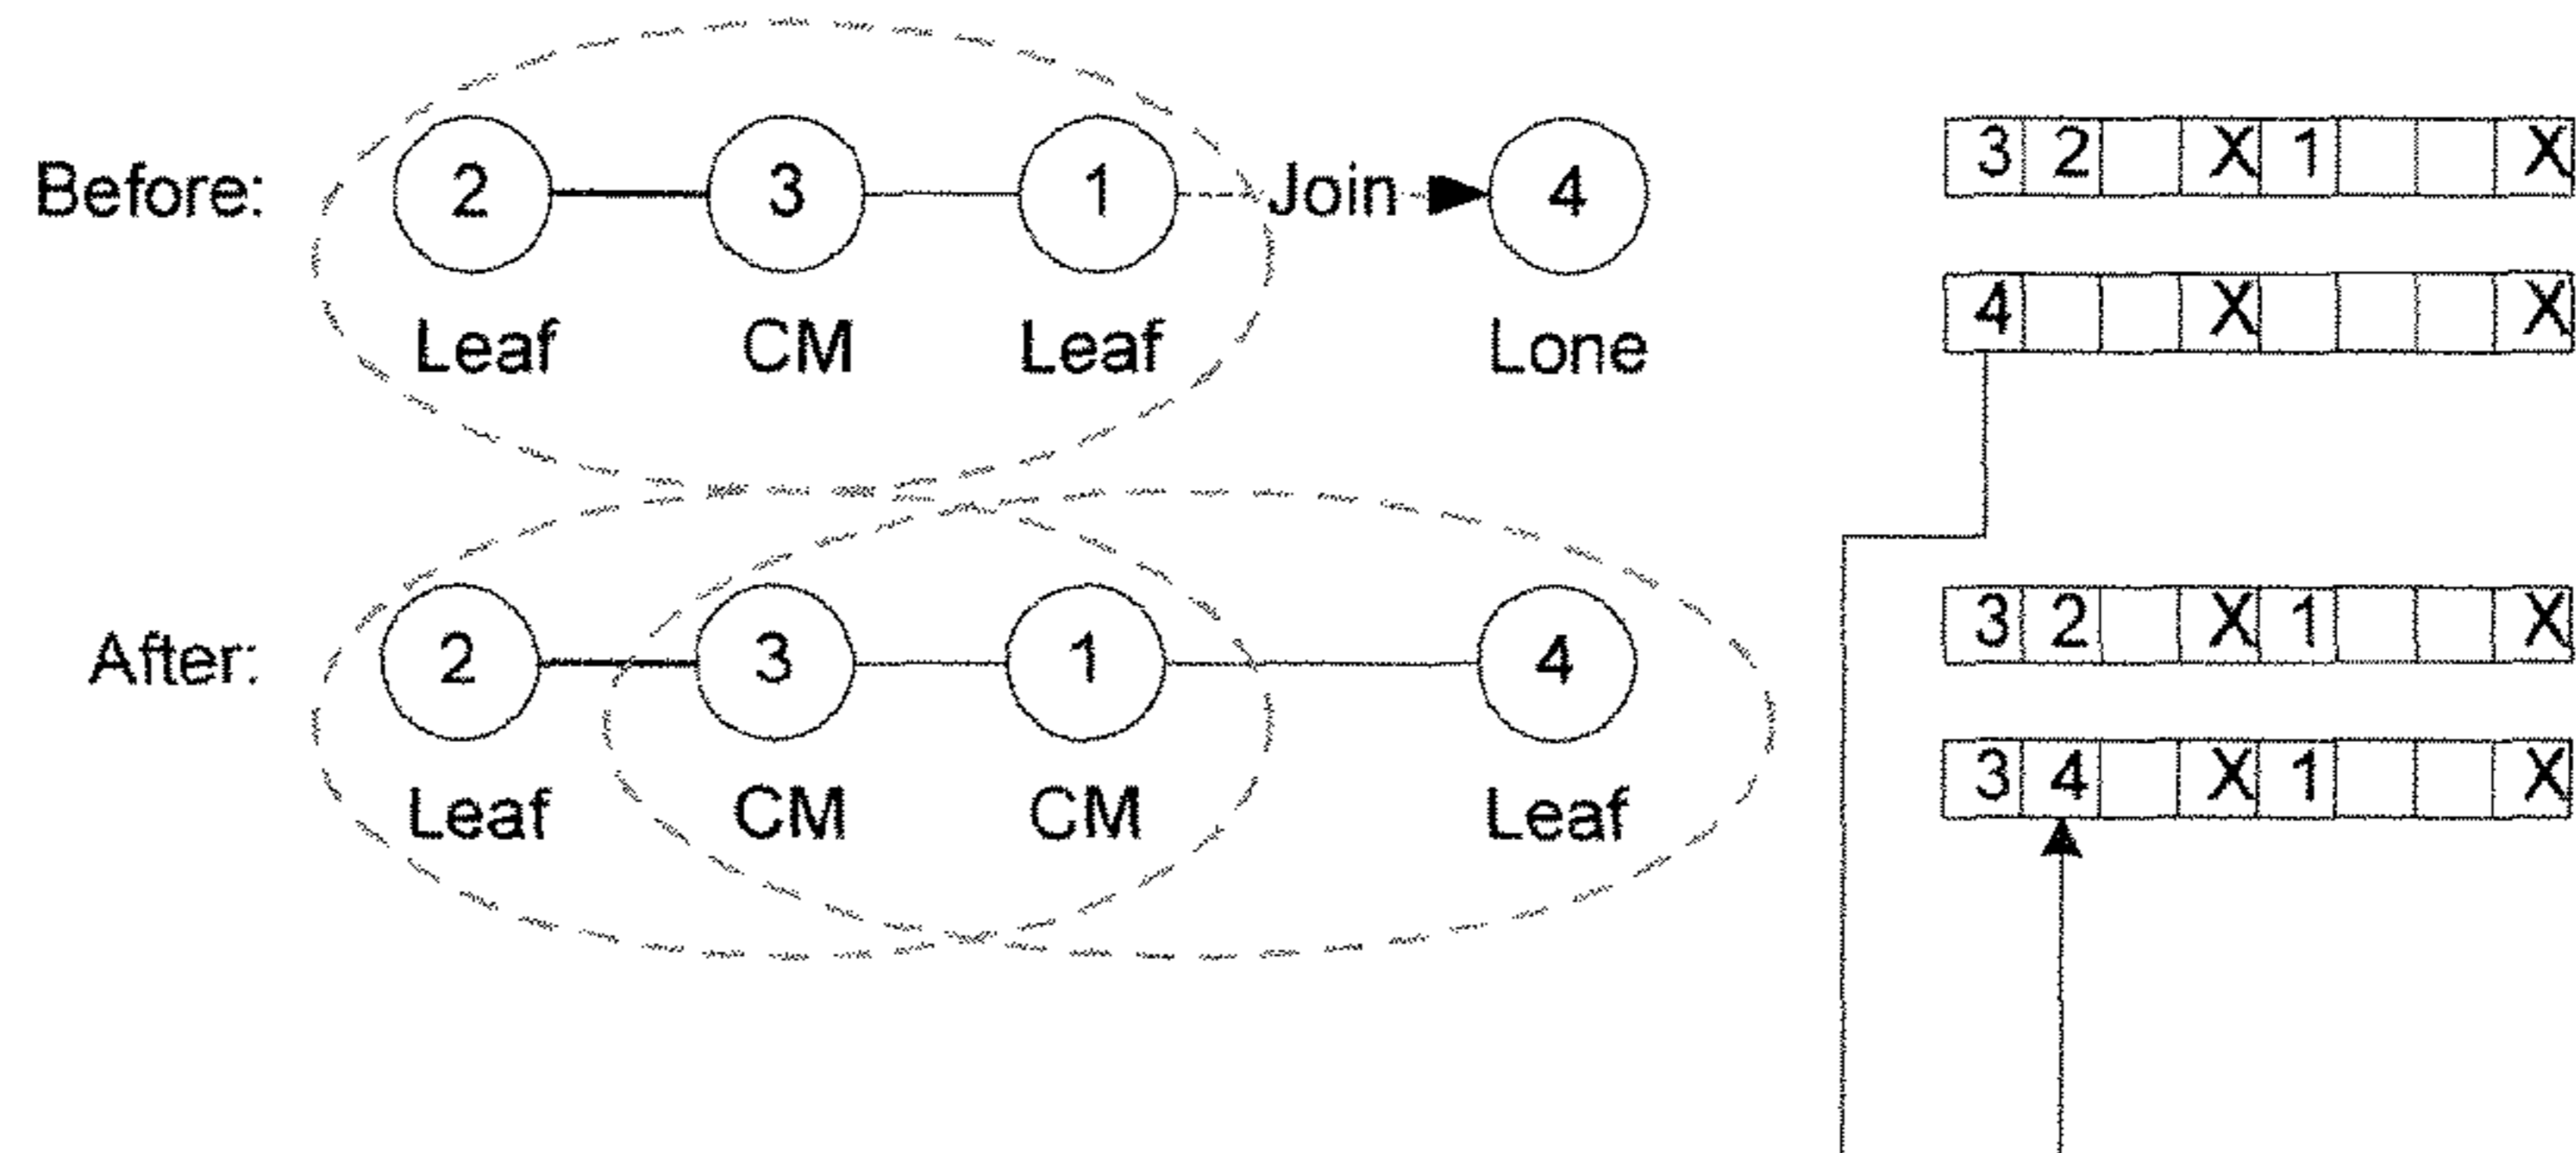 Before: 2 3 1 Join 4 3 2 X 1 X
Leaf CM Leaf Lone 4 X X
After: 2 3 1 4 3 2 X 1 X
Leaf CM CM Leaf 3 4 X 1 X